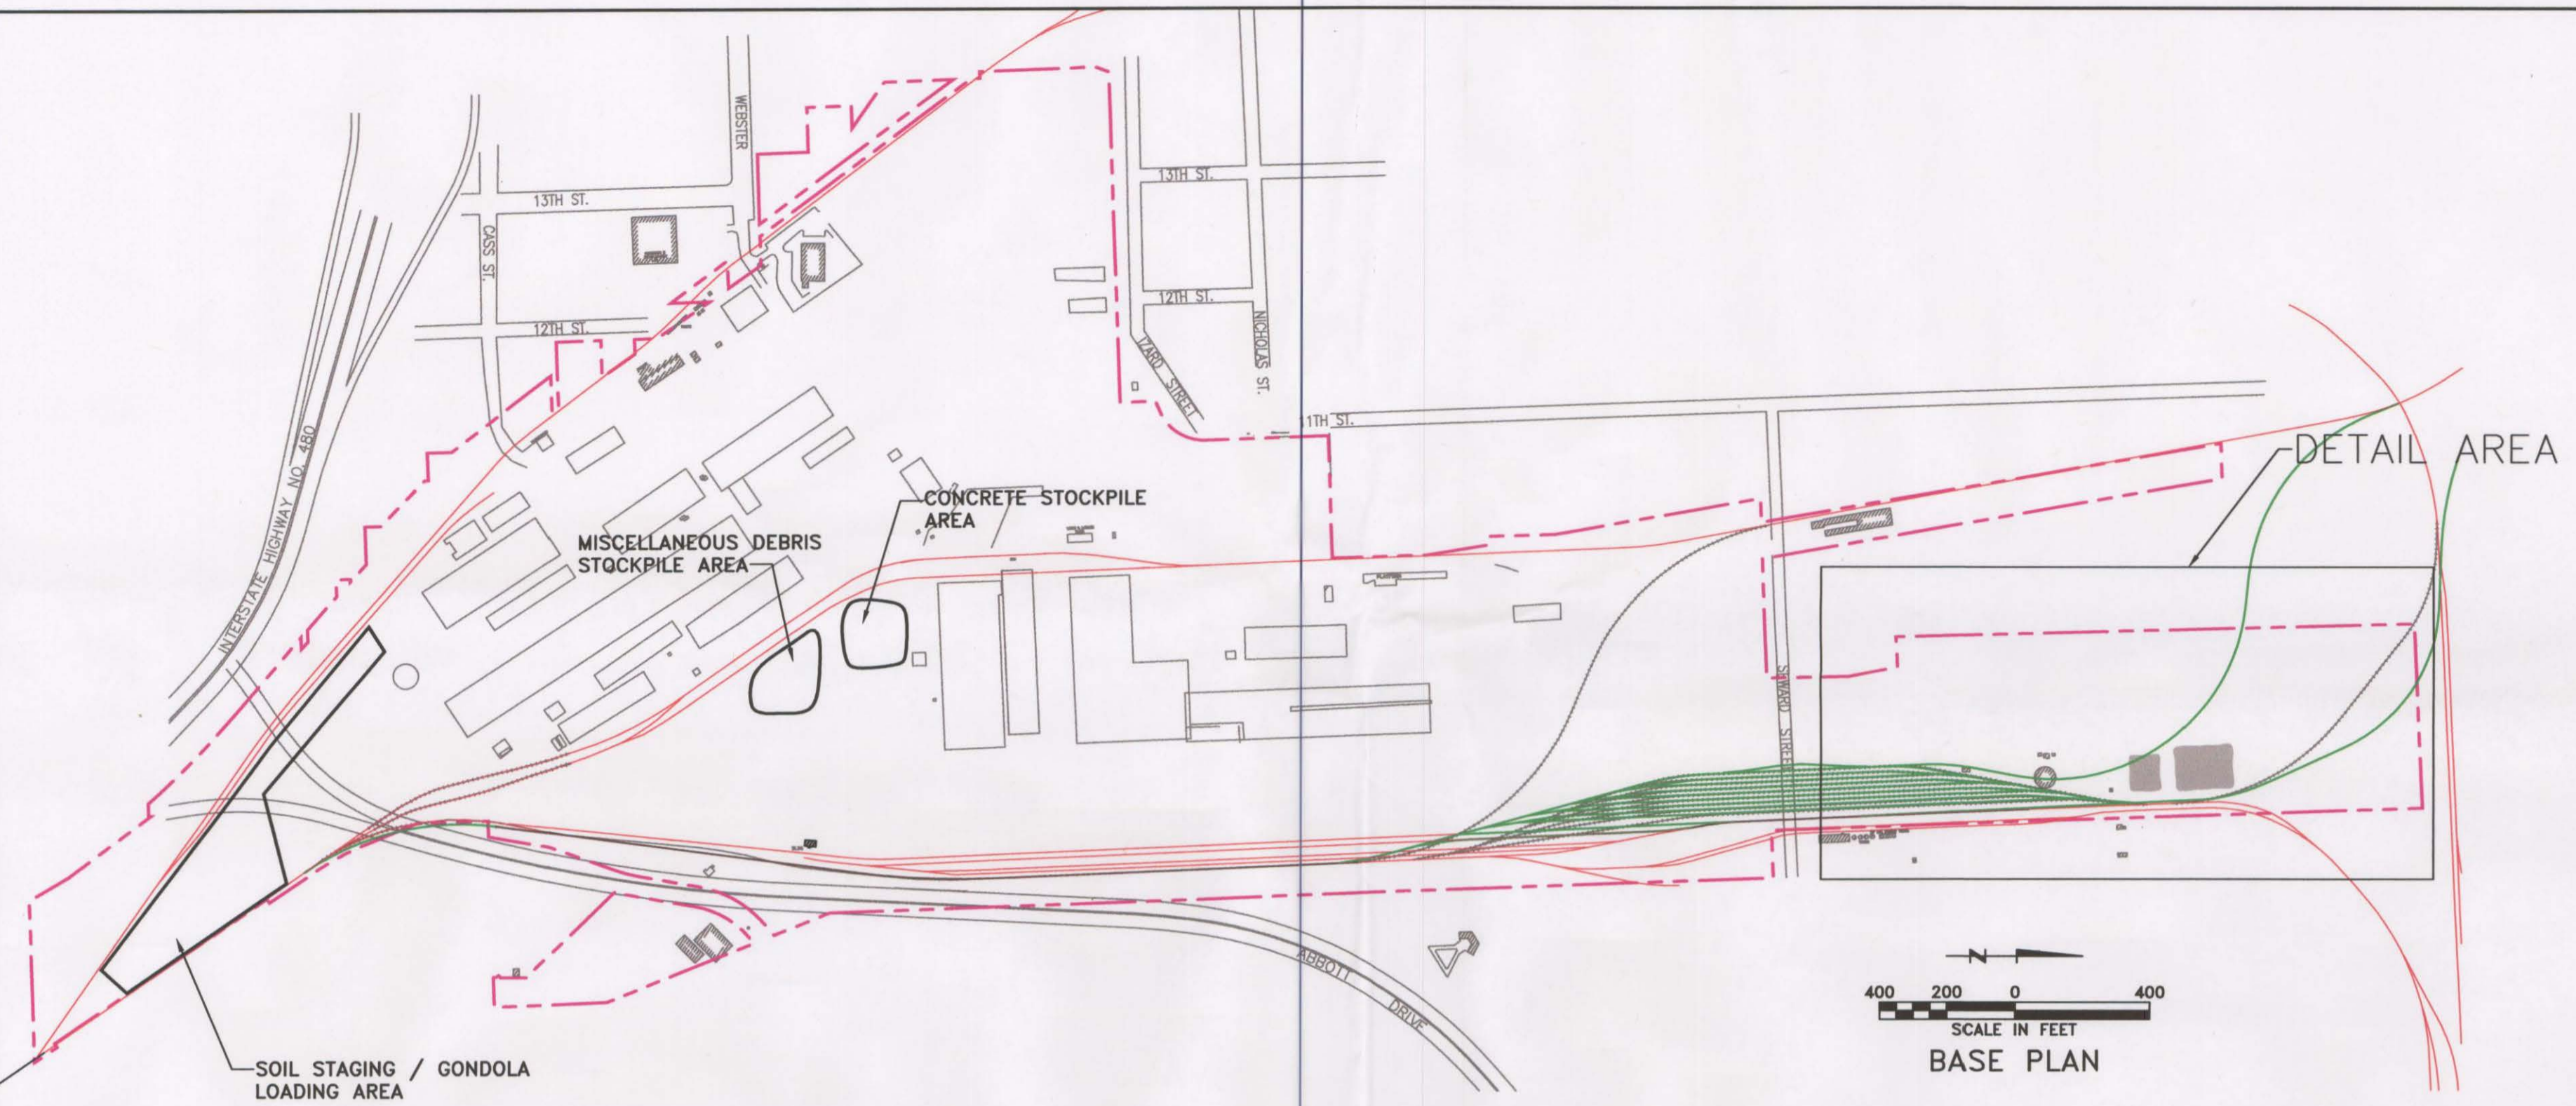 WEBSTER
13TH ST.
CASS ST.
12TH ST.
13TH ST.
12TH ST.
IZARD STREET
NICHOLAS ST.
11TH ST.
INTERSTATE HIGHWAY NO. 480
DETAIL AREA
CONCRETE STOCKPILE
AREA
MISCELLANEOUS DEBRIS
STOCKPILE AREA
SEWARD STREET
ABBOTT DRIVE
N
400 200 0 400
SCALE IN FEET
BASE PLAN
SOIL STAGING / GONDOLA
LOADING AREA